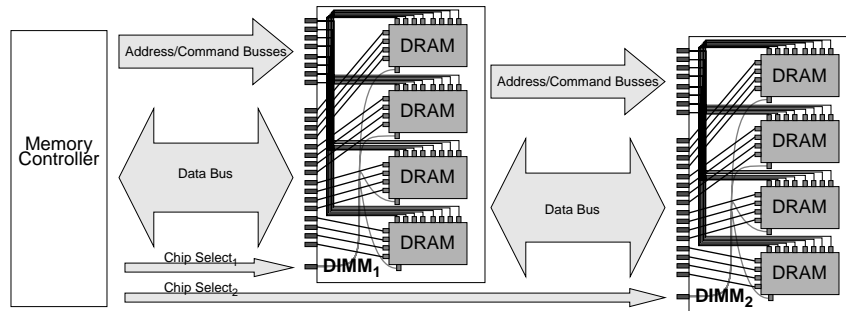 Memory
Controller
Address/Command Busses
Data Bus
Chip Select1
Chip Select2
DRAM
DRAM
DRAM
DRAM
DIMM1
Address/Command Busses
Data Bus
DRAM
DRAM
DRAM
DRAM
DIMM2